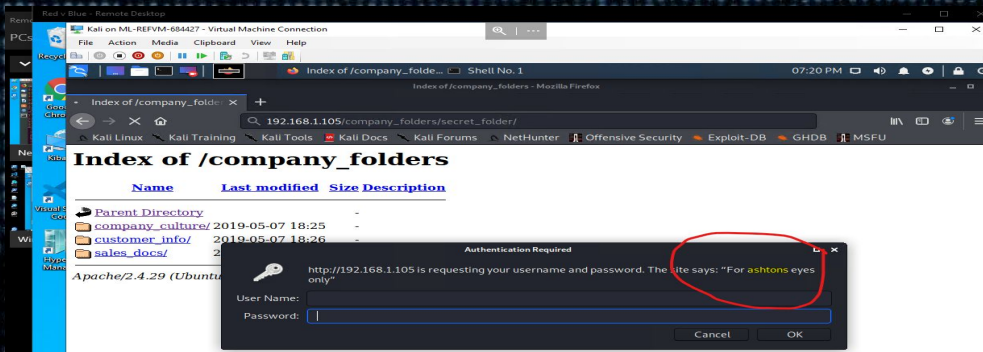 Red v Blue - Remote Desktop
Kali on ML-REFVM-684427 - Virtual Machine Connection
File Action Media Clipboard View Help
Index of /company_folde... Shell No. 1 07:20 PM
Index of /company_folders - Mozilla Firefox
Index of /company_folder
192.168.1.105/company_folders/secret_folder/
Kali Linux Kali Training Kali Tools Kali Docs Kali Forums NetHunter Offensive Security Exploit-DB GHDB MSFU
Index of /company_folders
Name Last modified Size Description
Parent Directory -
company_culture/ 2019-05-07 18:25 -
customer_info/ 2019-05-07 18:26 -
sales_docs/ 2
Apache/2.4.29 (Ubuntu
Authentication Required
http://192.168.1.105 is requesting your username and password. The site says: "For ashtons eyes
only"
User Name:
Password:
Cancel OK